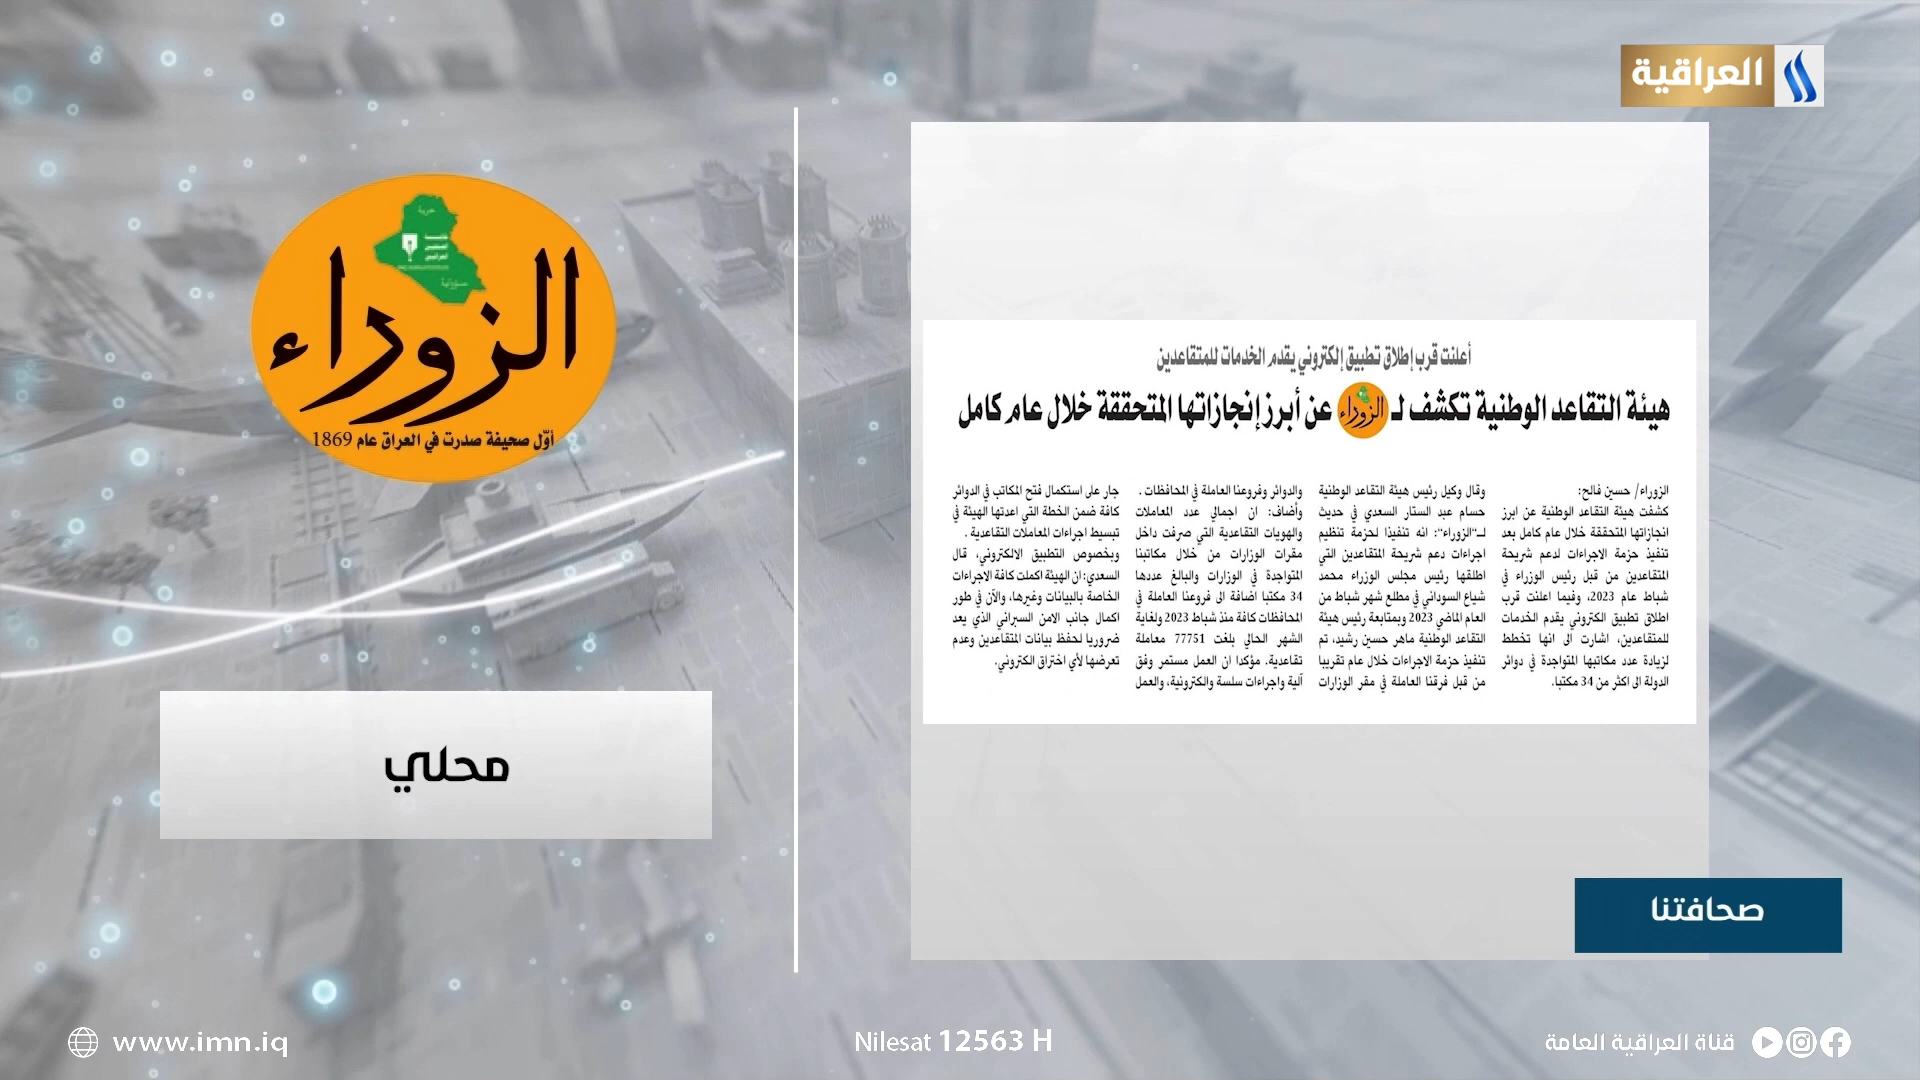 العراقية
حرية
مسؤولية
الزوراء
أوّل صحيفة صدرت في العراق عام 1869
محلي
أعلنت قرب إطلاق تطبيق إلكتروني يقدم الخدمات للمتقاعدين
هيئة التقاعد الوطنية تكشف لـ الزوراء عن أبرز إنجازاتها المتحققة خلال عام كامل
الزوراء/ حسين فالح:
كشفت هيئة التقاعد الوطنية عن ابرز
انجازاتها المتحققة خلال عام كامل بعد
تنفيذ حزمة الاجراءات لدعم شريحة
المتقاعدين من قبل رئيس الوزراء في
شباط عام 2023، وفيما اعلنت قرب
اطلاق تطبيق الكتروني يقدم الخدمات
للمتقاعدين، اشارت الى انها تخطط
لزيادة عدد مكاتبها المتواجدة في دوائر
الدولة الى اكثر من 34 مكتبا.
وقال وكيل رئيس هيئة التقاعد الوطنية
حسام عبد الستار السعدي في حديث
لــ"الزوراء": انه تنفيذا لحزمة تنظيم
اجراءات دعم شريحة المتقاعدين التي
اطلقها رئيس مجلس الوزراء محمد
شياع السوداني في مطلع شهر شباط من
العام الماضي 2023 وبمتابعة رئيس هيئة
التقاعد الوطنية ماهر حسين رشيد، تم
تنفيذ حزمة الاجراءات خلال عام تقريبا
من قبل فرقنا العاملة في مقر الوزارات
والدوائر وفروعنا العاملة في المحافظات .
وأضاف: ان اجمالي عدد المعاملات
والهويات التقاعدية التي صرفت داخل
مقرات الوزارات من خلال مكاتبنا
المتواجدة في الوزارات والبالغ عددها
34 مكتبا اضافة الى فروعنا العاملة في
المحافظات كافة منذ شباط 2023 ولغاية
الشهر الحالي بلغت 77751 معاملة
تقاعدية. مؤكدا ان العمل مستمر وفق
آلية واجراءات سلسة والكترونية، والعمل
جار على استكمال فتح المكاتب في الدوائر
كافة ضمن الخطة التي اعدتها الهيئة في
تبسيط اجراءات المعاملات التقاعدية .
وبخصوص التطبيق الالكتروني، قال
السعدي: ان الهيئة اكملت كافة الاجراءات
الخاصة بالبيانات وغيرها، والآن في طور
اكمال جانب الامن السبراني الذي يعد
ضروريا لحفظ بيانات المتقاعدين وعدم
تعرضها لأي اختراق الكتروني.
صحافتنا
www.imn.iq
Nilesat 12563 H
قناة العراقية العامة